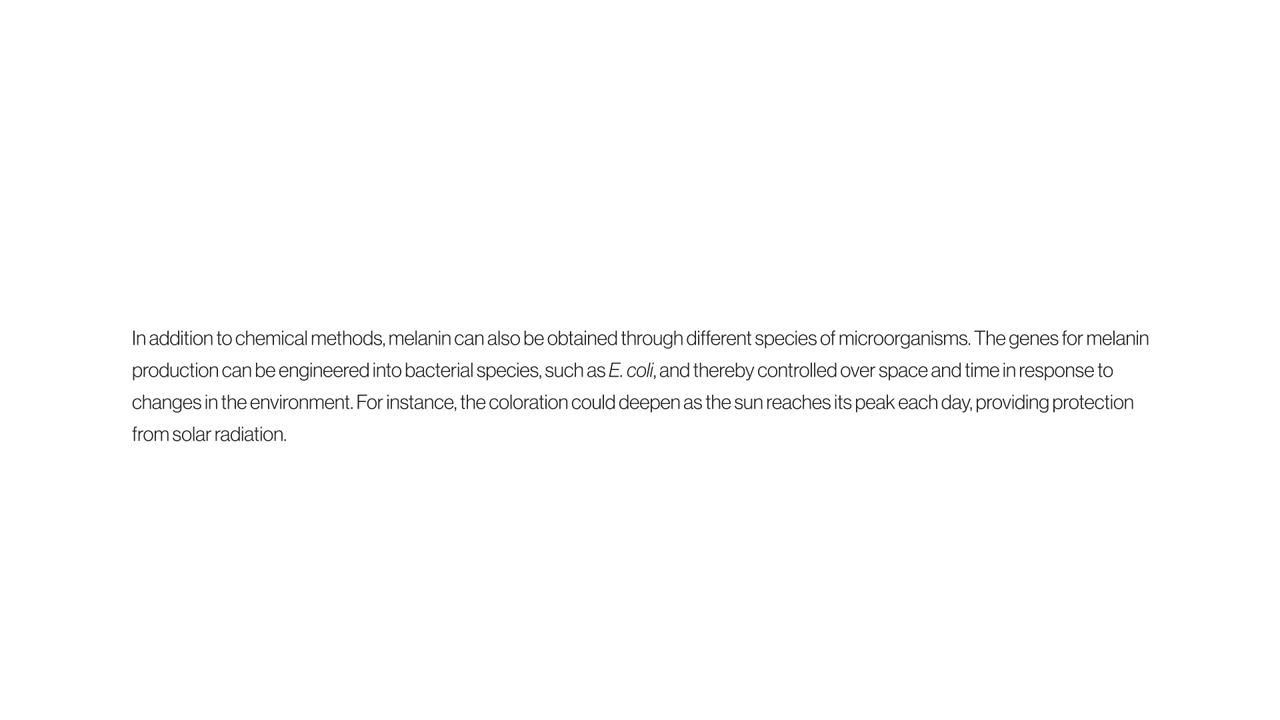 In addition to chemical methods, melanin can also be obtained through different species of microorganisms. The genes for melanin
production can be engineered into bacterial species, such as E. coli, and thereby controlled over space and time in response to
changes in the environment. For instance, the coloration could deepen as the sun reaches its peak each day, providing protection
from solar radiation.